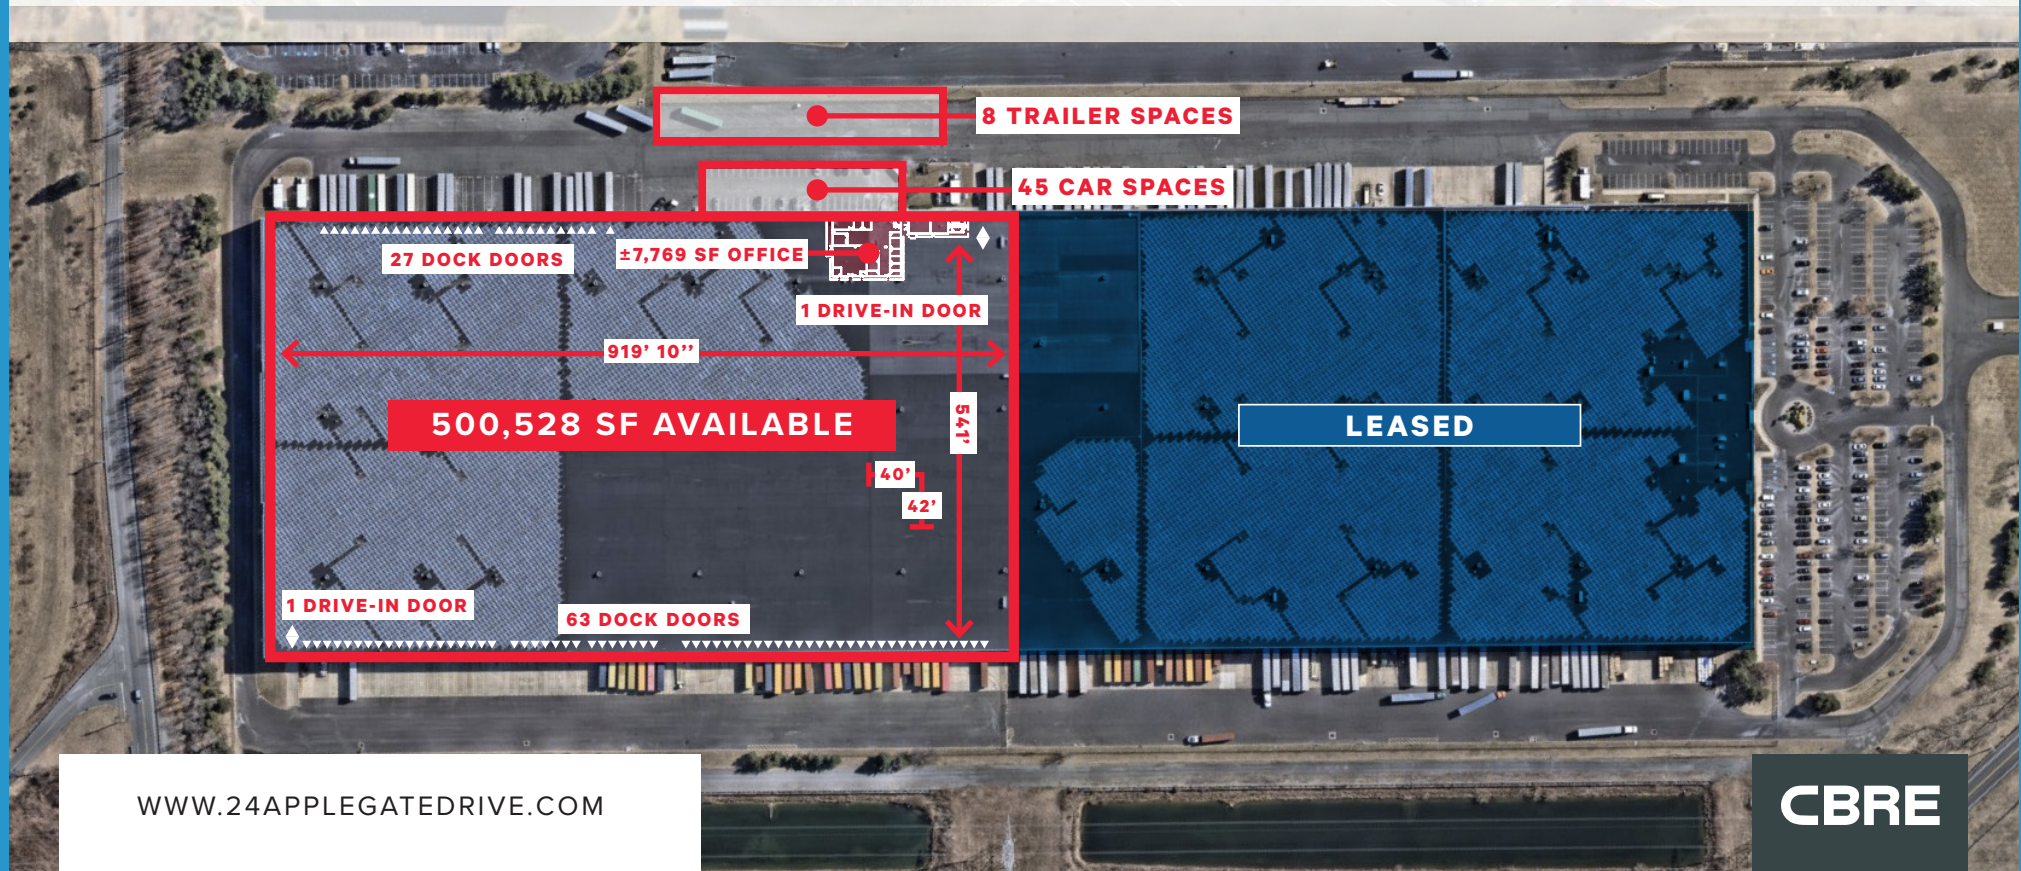 8 TRAILER SPACES
45 CAR SPACES
27 DOCK DOORS
±7,769 SF OFFICE
1 DRIVE-IN DOOR
919’ 10’’
500,528 SF AVAILABLE
541’
LEASED
40’
42’
1 DRIVE-IN DOOR
63 DOCK DOORS
WWW.24APPLEGATEDRIVE.COM
CBRE